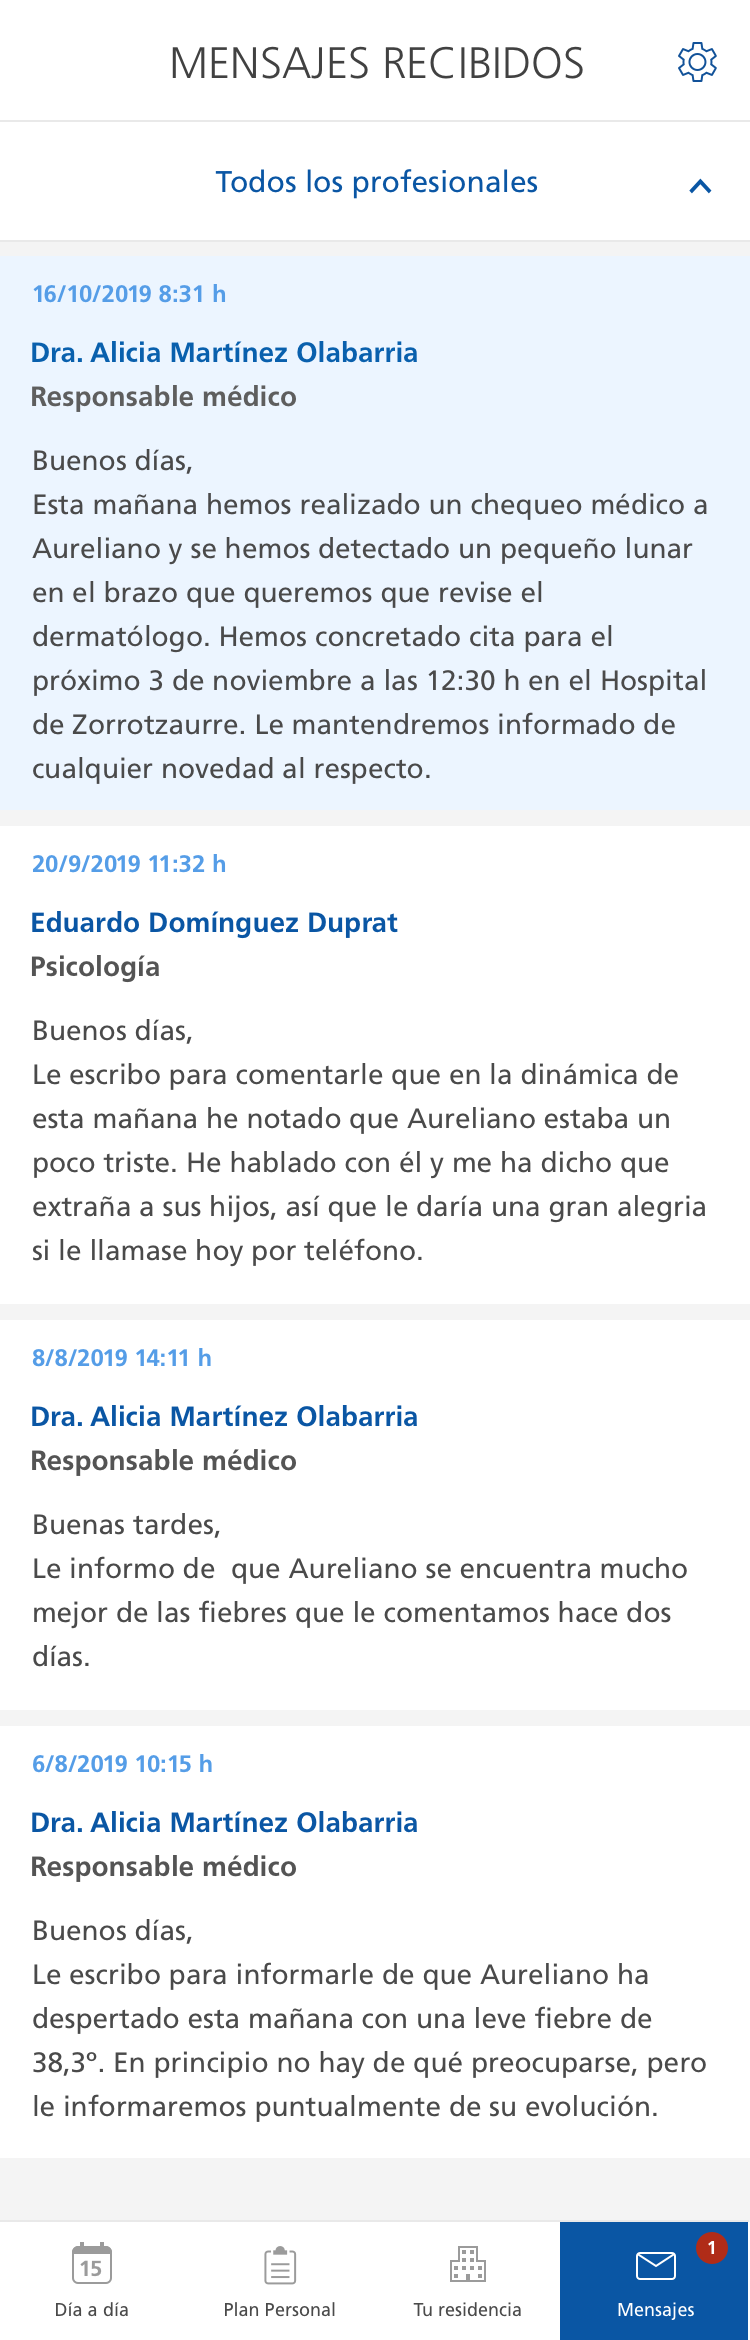 MENSAJES RECIBIDOS
Todos los profesionales
16/10/2019 8:31 h
Dra. Alicia Martínez Olabarria
Responsable médico
Buenos días,
Esta mañana hemos realizado un chequeo médico a
Aureliano y se hemos detectado un pequeño lunar
en el brazo que queremos que revise el
dermatólogo. Hemos concretado cita para el
próximo 3 de noviembre a las 12:30 h en el Hospital
de Zorrotzaurre. Le mantendremos informado de
cualquier novedad al respecto.
20/9/2019 11:32 h
Eduardo Domínguez Duprat
Psicología
Buenos días,
Le escribo para comentarle que en la dinámica de
esta mañana he notado que Aureliano estaba un
poco triste. He hablado con él y me ha dicho que
extraña a sus hijos, así que le daría una gran alegria
si le llamase hoy por teléfono.
8/8/2019 14:11 h
Dra. Alicia Martínez Olabarria
Responsable médico
Buenas tardes,
Le informo de  que Aureliano se encuentra mucho
mejor de las fiebres que le comentamos hace dos
días.
6/8/2019 10:15 h
Dra. Alicia Martínez Olabarria
Responsable médico
Buenos días,
Le escribo para informarle de que Aureliano ha
despertado esta mañana con una leve fiebre de
38,3º. En principio no hay de qué preocuparse, pero
le informaremos puntualmente de su evolución.
15
1
Día a día
Plan Personal
Tu residencia
Mensajes